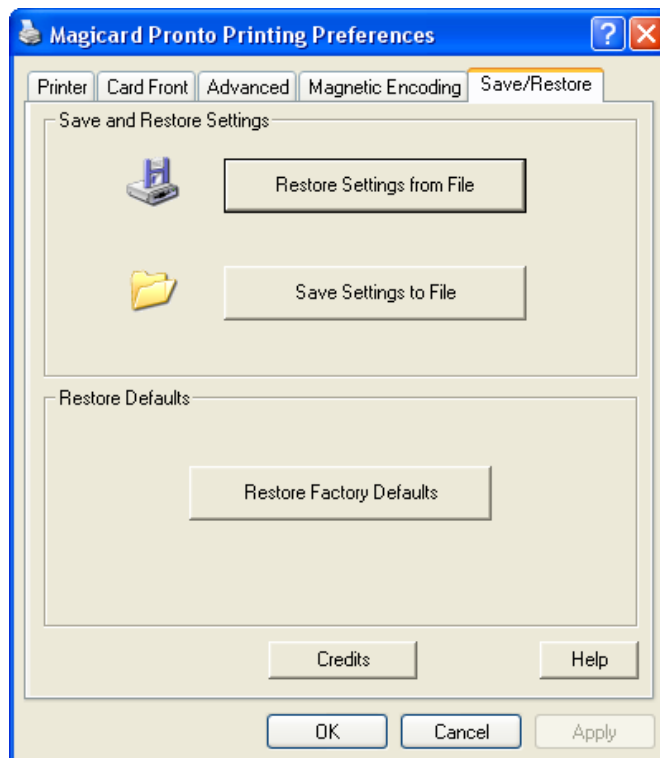 Magicard Pronto Printing Preferences
Printer Card Front Advanced Magnetic Encoding Save/Restore
Save and Restore Settings
Restore Settings from File
Save Settings to File
Restore Defaults
Restore Factory Defaults
Credits Help
OK Cancel Apply